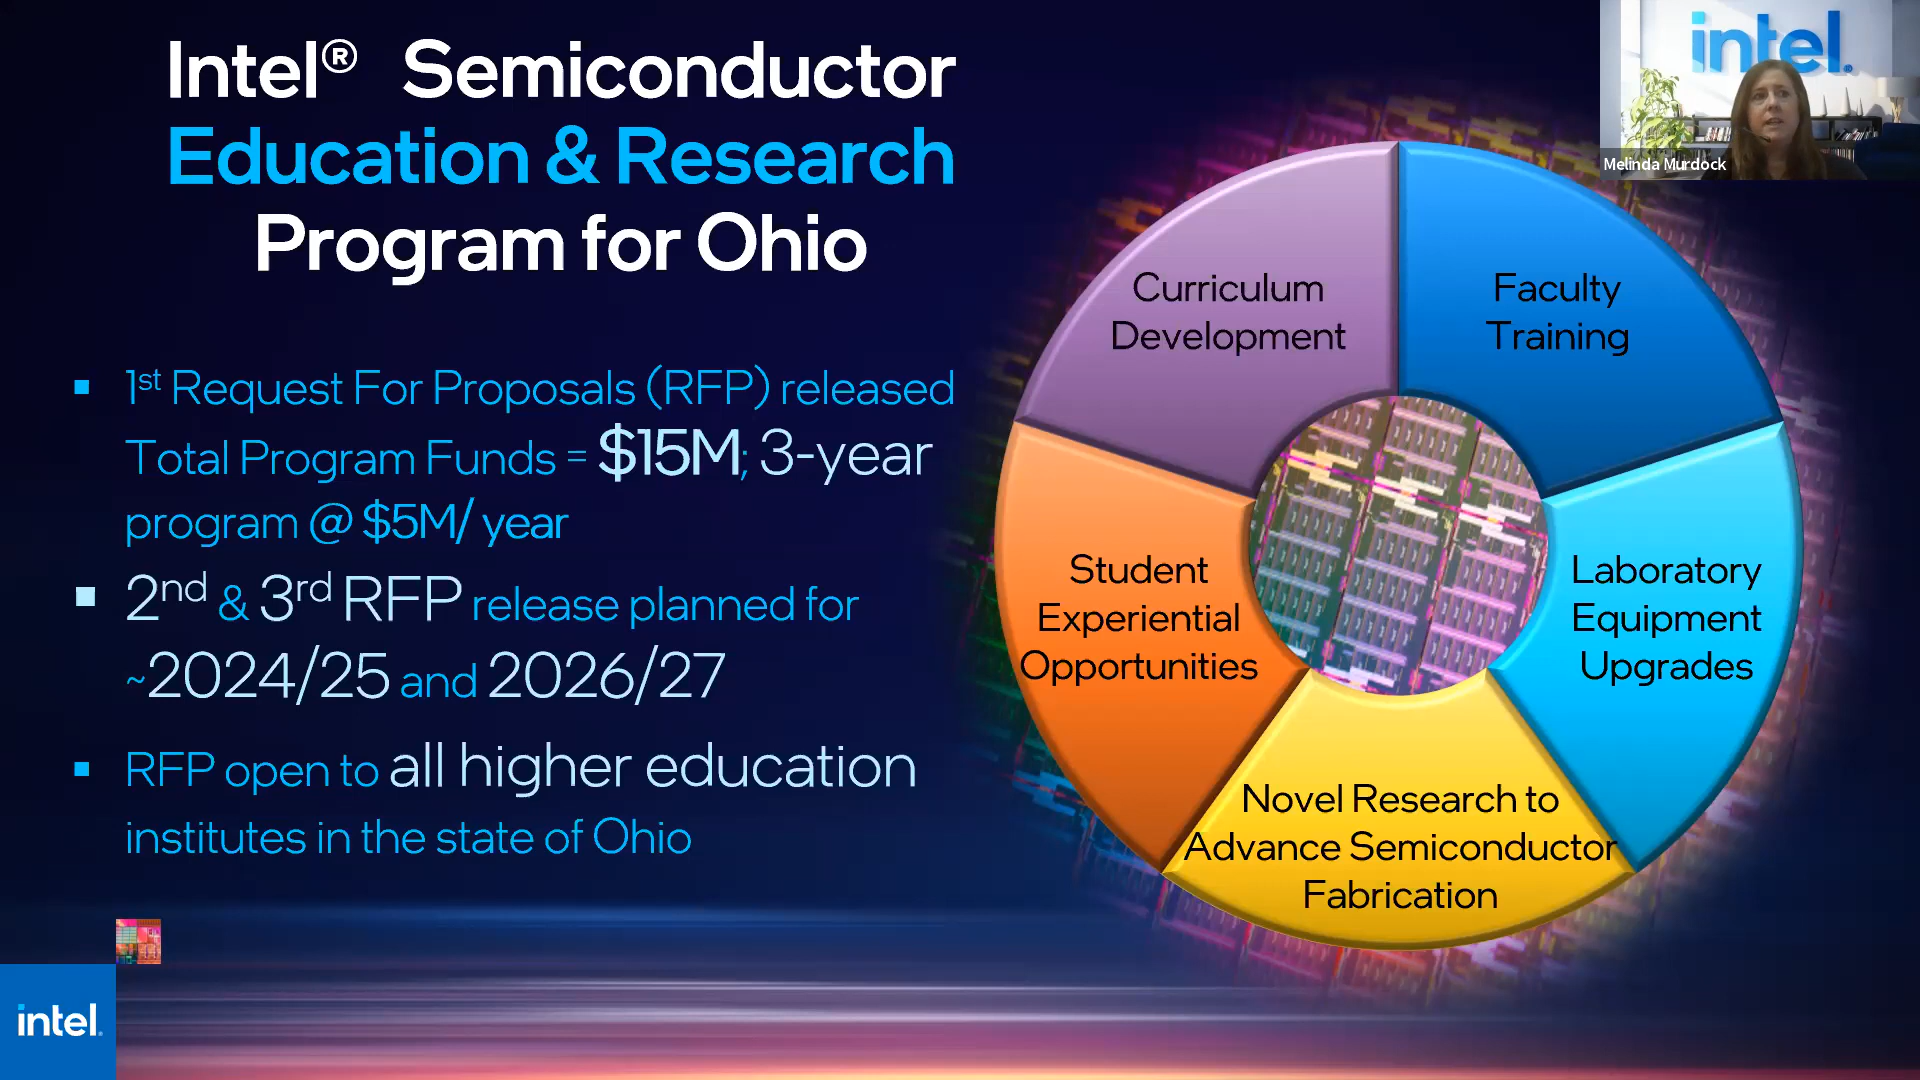 Intel® Semiconductor
Education & Research
Program for Ohio
▪ 1st Request For Proposals (RFP) released
Total Program Funds = $15M; 3-year
program @ $5M/ year
▪ 2nd & 3rd RFP release planned for
~2024/25 and 2026/27
▪ RFP open to all higher education
institutes in the state of Ohio
intel.
Curriculum
Development
Faculty
Training
Student
Experiential
Opportunities
Laboratory
Equipment
Upgrades
Novel Research to
Advance Semiconductor
Fabrication
intel.
Melinda Murdock